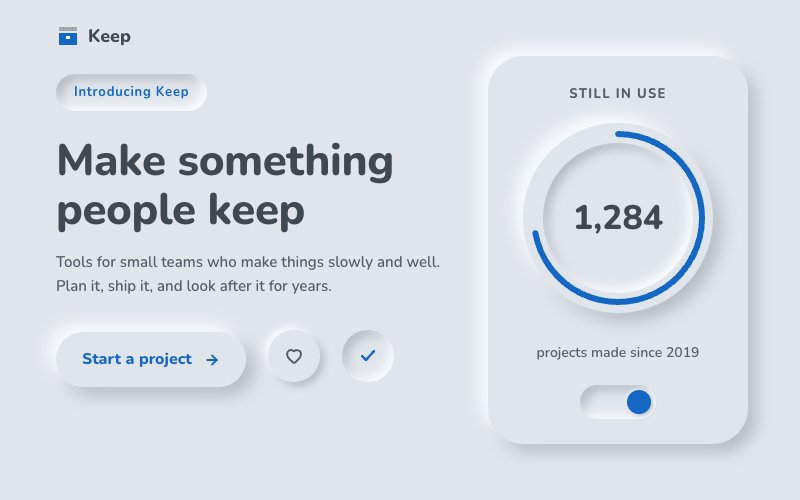 Keep
Introducing Keep
Make something
people keep
Tools for small teams who make things slowly and well.
Plan it, ship it, and look after it for years.
Start a project
STILL IN USE
1,284
projects made since 2019